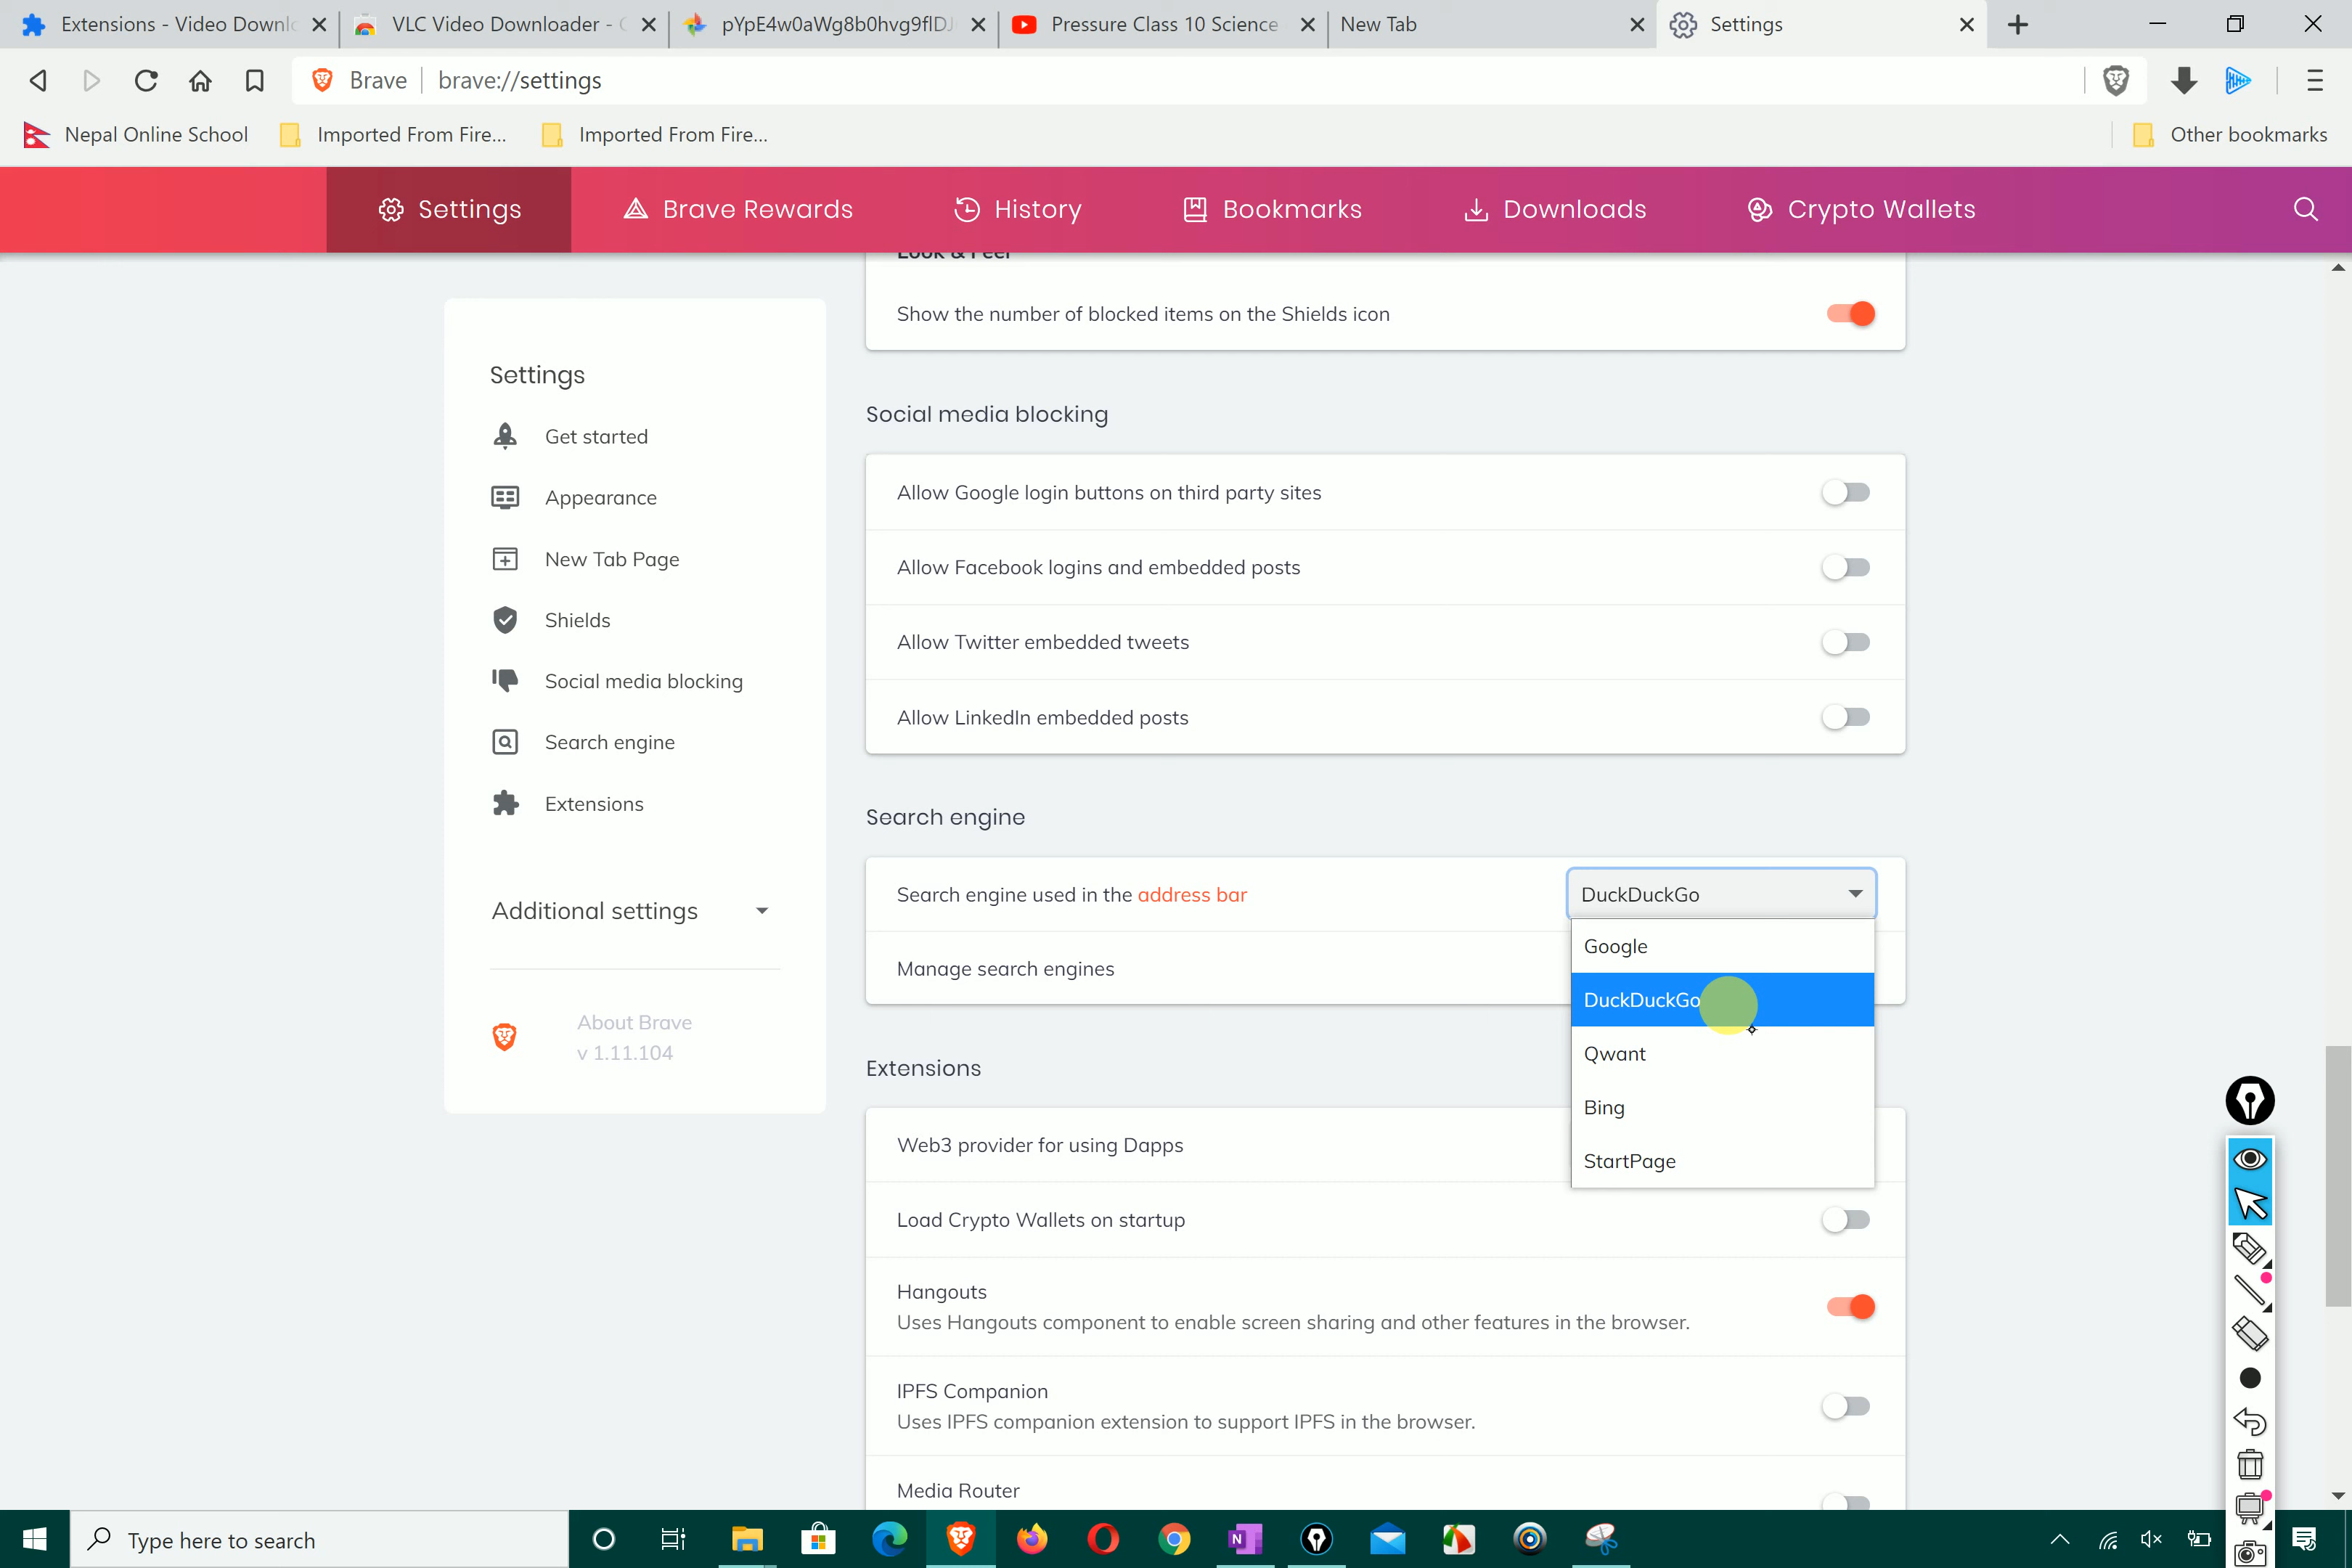 Extensions - Video Downlo
VLC Video Downloader - C
pYpE4w0aWg8b0hvg9flDJ
Pressure Class 10 Science
New Tab
Settings
Brave
brave://settings
Nepal Online School
Imported From Fire...
Imported From Fire...
Other bookmarks
Settings
Brave Rewards
History
Bookmarks
Downloads
Crypto Wallets
Look & Feel
Show the number of blocked items on the Shields icon
Settings
Get started
Appearance
New Tab Page
Shields
Social media blocking
Search engine
Extensions
Additional settings
About Brave
v 1.11.104
Social media blocking
Allow Google login buttons on third party sites
Allow Facebook logins and embedded posts
Allow Twitter embedded tweets
Allow LinkedIn embedded posts
Search engine
Search engine used in the address bar
DuckDuckGo
Google
DuckDuckGo
Qwant
Bing
StartPage
Manage search engines
Extensions
Web3 provider for using Dapps
Load Crypto Wallets on startup
Hangouts
Uses Hangouts component to enable screen sharing and other features in the browser.
IPFS Companion
Uses IPFS companion extension to support IPFS in the browser.
Media Router
Type here to search